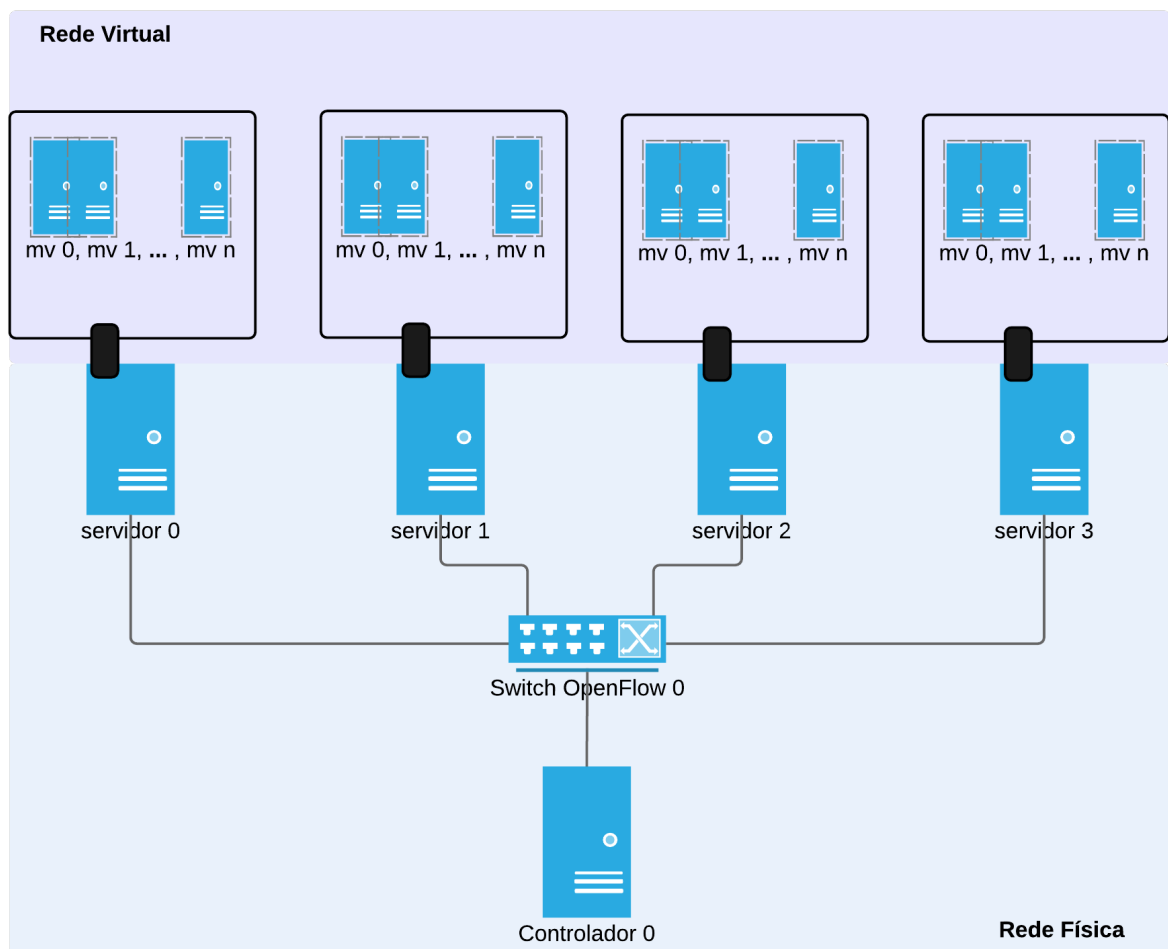 Rede Virtual
mv 0, mv 1, ... , mv n
mv 0, mv 1, ... , mv n
mv 0, mv 1, ... , mv n
mv 0, mv 1, ... , mv n
servidor 0
servidor 1
servidor 2
servidor 3
Switch OpenFlow 0
Controlador 0
Rede Física